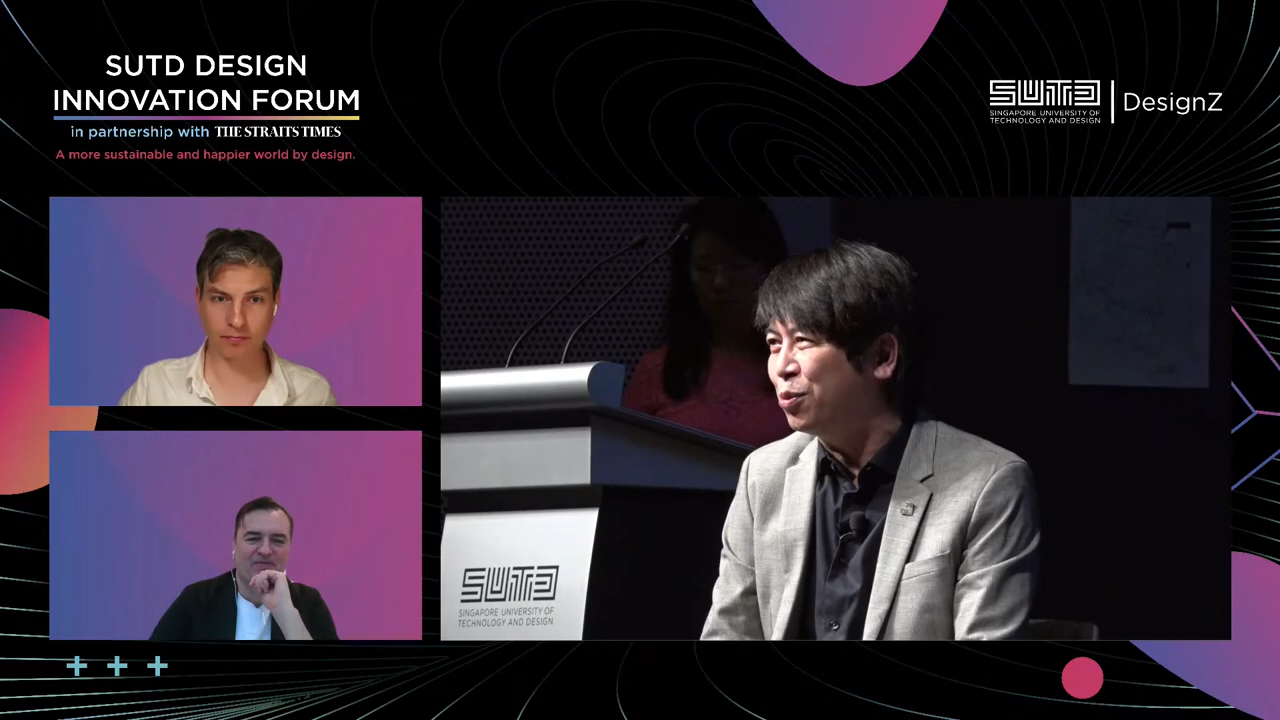 SUTD DESIGN
INNOVATION FORUM
in partnership with THE STRAITS TIMES
A more sustainable and happier world by design.
SUTD
SINGAPORE UNIVERSITY OF
TECHNOLOGY AND DESIGN
DesignZ
SUTD
SINGAPORE UNIVERSITY OF
TECHNOLOGY AND DESIGN